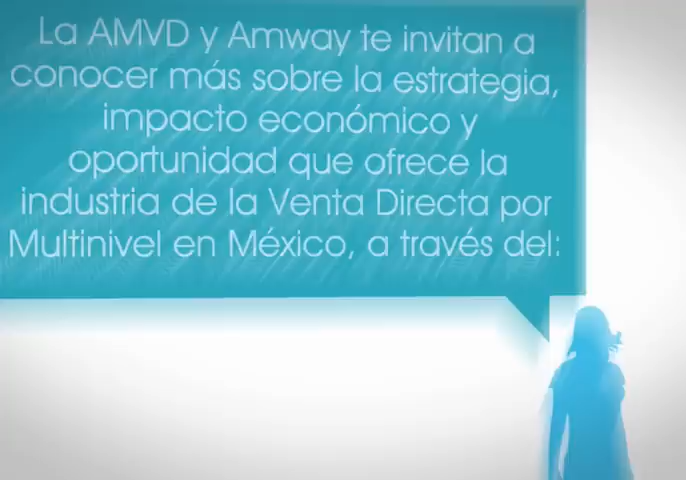 La AMVD y Amway te invitan a
conocer más sobre la estrategia,
impacto económico y
oportunidad que ofrece la
industria de la Venta Directa por
Multinivel en México, a través del: